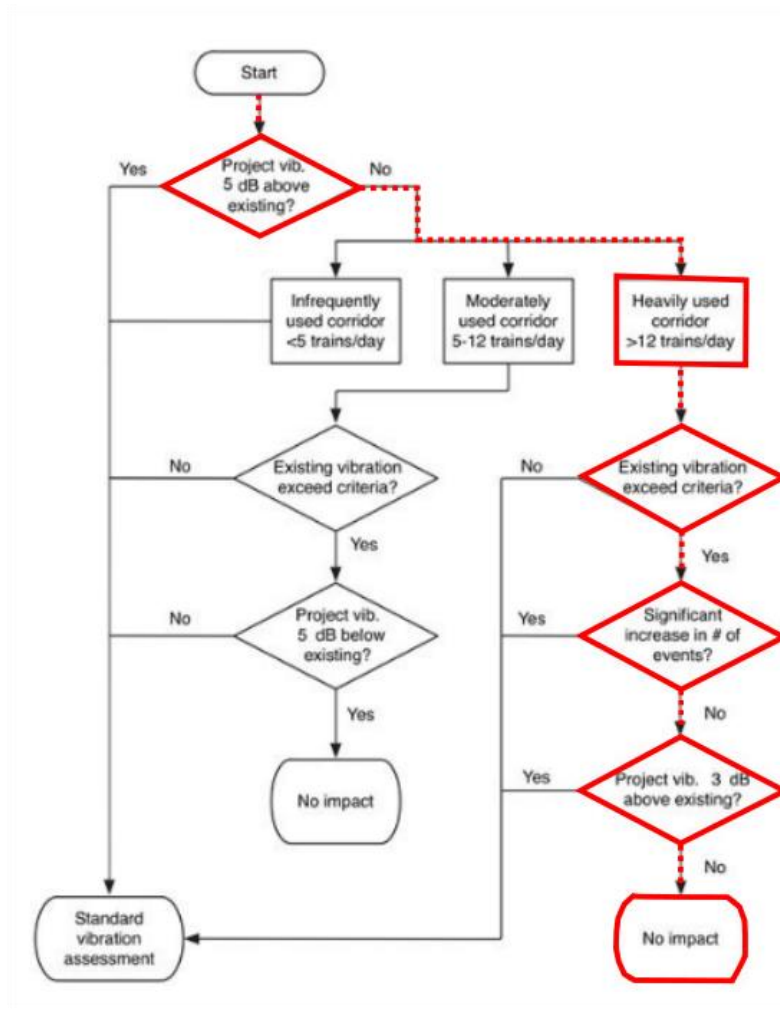 Start
Yes
Project vib.
5 dB above
existing?
No
Infrequently
used corridor
<5 trains/day
Moderately
used corridor
5-12 trains/day
Heavily used
corridor
>12 trains/day
No
Existing vibration
exceed criteria?
Yes
No
Existing vibration
exceed criteria?
Yes
No
Project vib.
5 dB below
existing?
Yes
Yes
Significant
increase in # of
events?
No
No impact
Yes
Project vib. 3 dB
above existing?
No
Standard
vibration
assessment
No impact